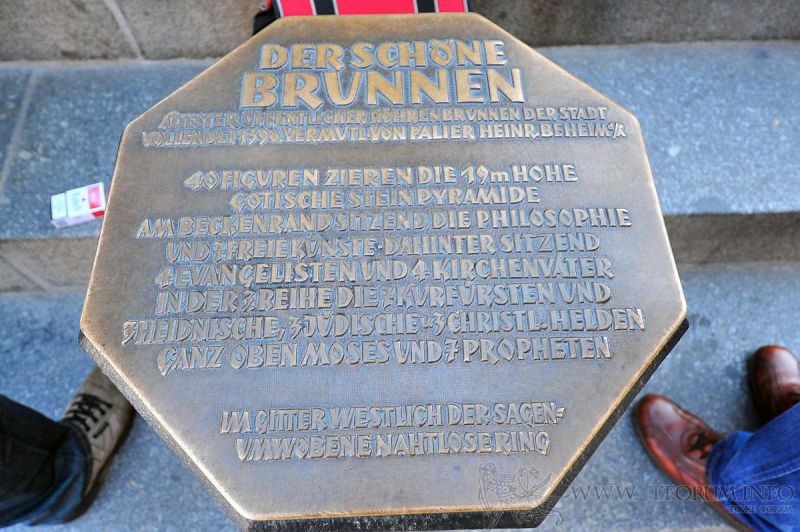 DER SCHÖNE
BRUNNEN
ÄLTESTER ÖFFENTLICHER RÖHRENBRUNNEN DER STADT
VOLLENDET 1396. VERMUTL. VON PALIER HEINR. BEHEIM
40 FIGUREN ZIEREN DIE 19m HOHE
GOTISCHE STEINPYRAMIDE
AM BECKENRAND SITZEND DIE PHILOSOPHIE
UND 7 FREIE KÜNSTE-DAHINTER SITZEND
4 EVANGELISTEN UND 4 KIRCHENVÄTER
IN DER 3. REIHE DIE 7 KURFÜRSTEN UND
3 HEIDNISCHE, 3 JÜDISCHE u. 3 CHRISTL. HELDEN
GANZ OBEN MOSES UND 7 PROPHETEN
IM GITTER WESTLICH DER SAGEN=
UMWOBENE NAHTLOSE RING
WWW.TFORUM.INFO